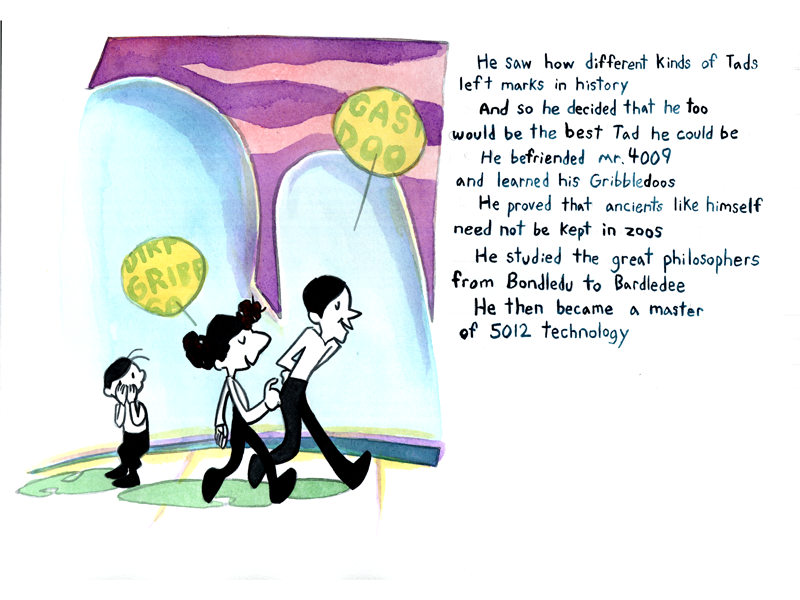 GAST
DOO
He saw how different kinds of Tads
left marks in history
And so he decided that he too
would be the best Tad he could be
He befriended mr. 4009
and learned his Gribbledoos
He proved that ancients like himself
need not be kept in zoos
He studied the great philosophers
from Bondledu to Bardledee
He then became a master
of 5012 technology